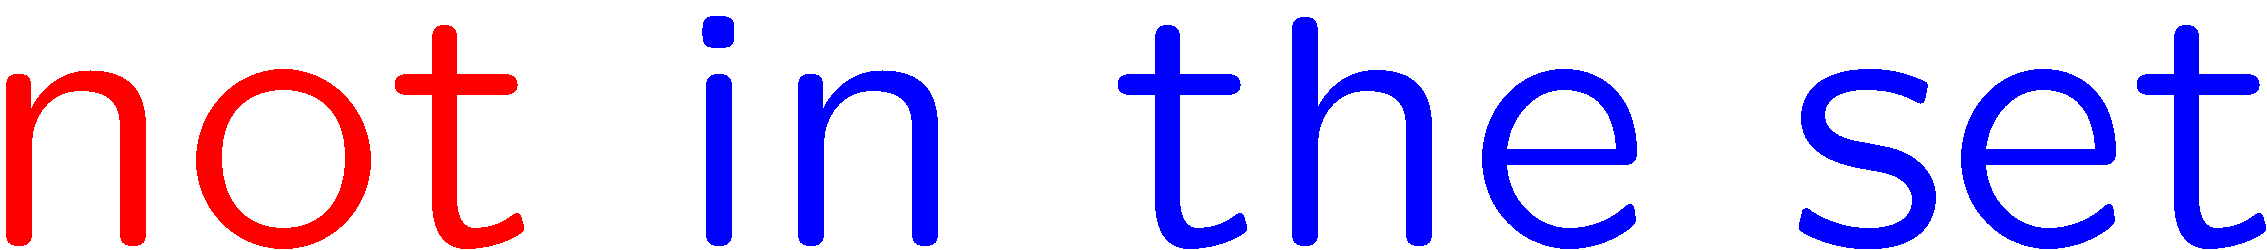 not in the set